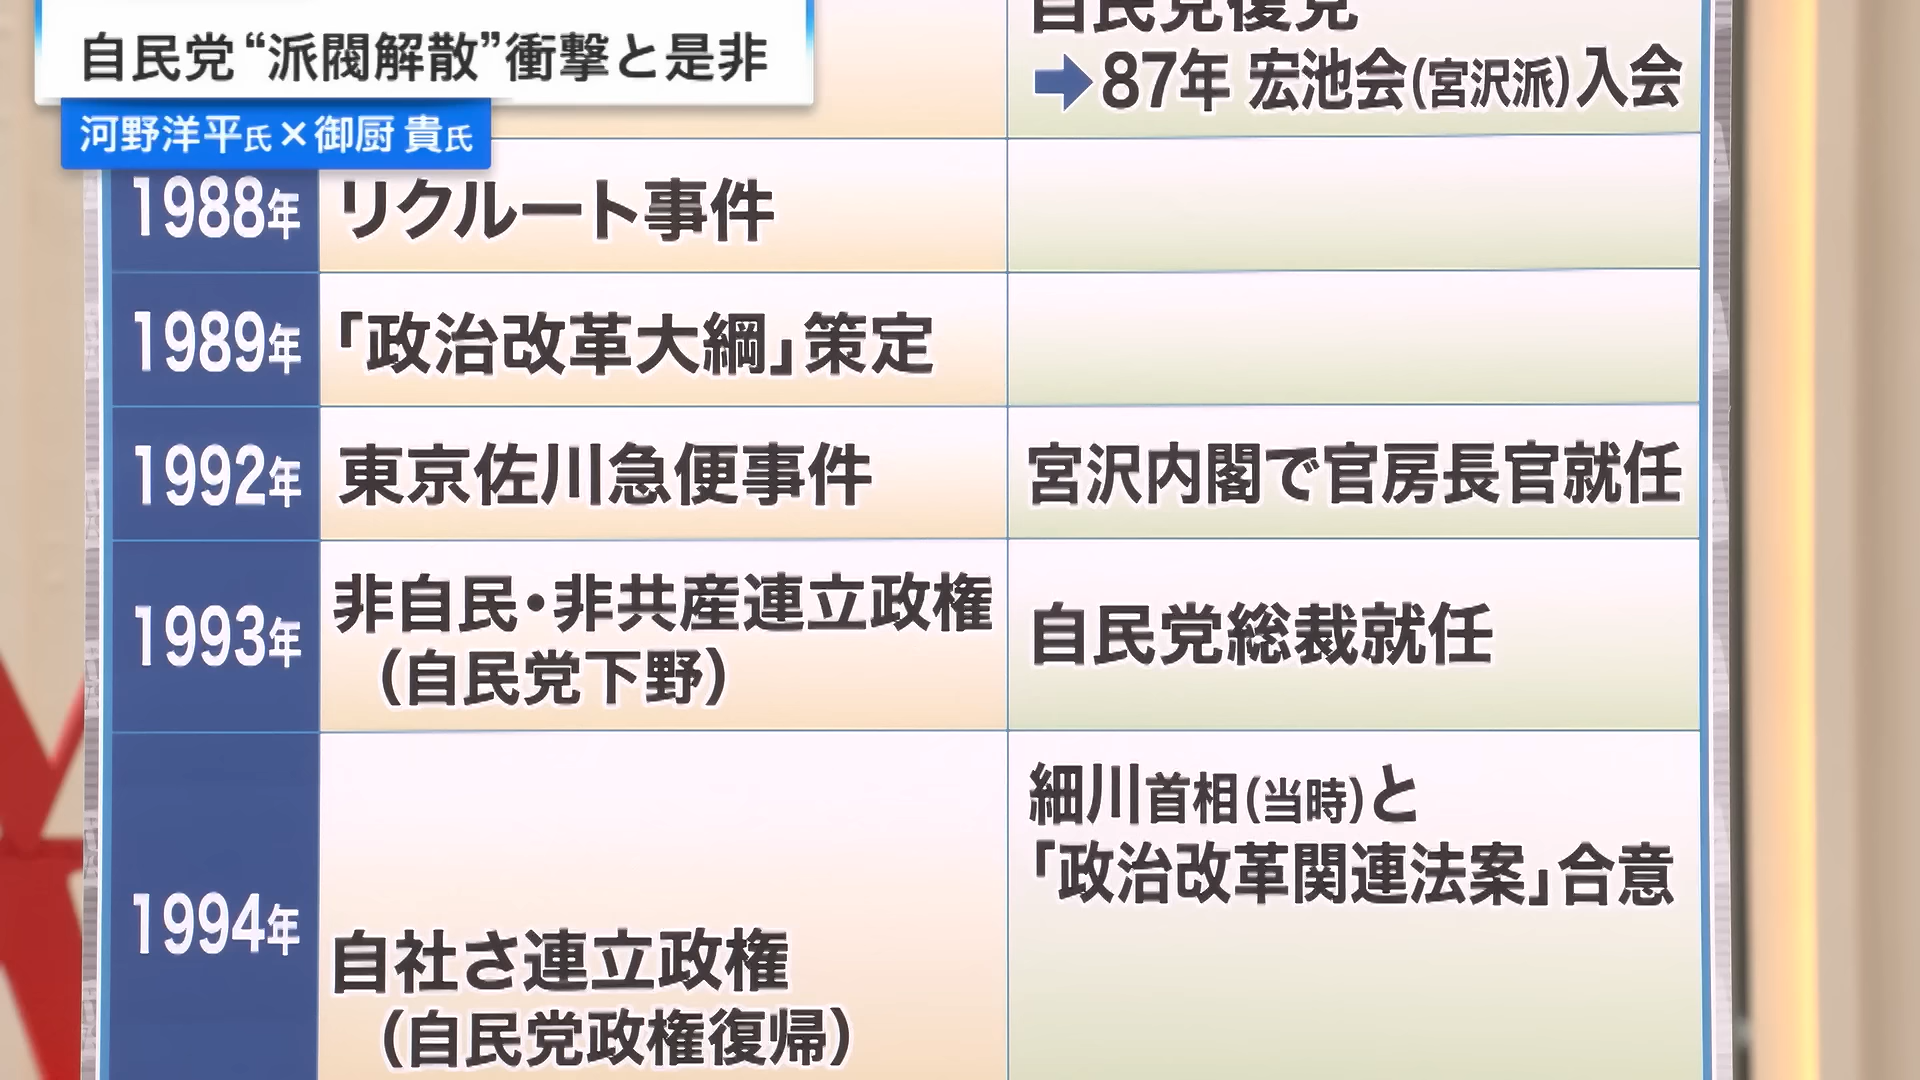 自民党“派閥解散”衝撃と是非
河野洋平氏×御厨 貴氏
自民党復党
➡87年 宏池会(宮沢派)入会
1988年 リクルート事件
1989年 「政治改革大綱」策定
1992年 東京佐川急便事件 宮沢内閣で官房長官就任
1993年 非自民・非共産連立政権
(自民党下野)
自民党総裁就任
1994年
細川首相(当時)と
「政治改革関連法案」合意
自社さ連立政権
(自民党政権復帰)